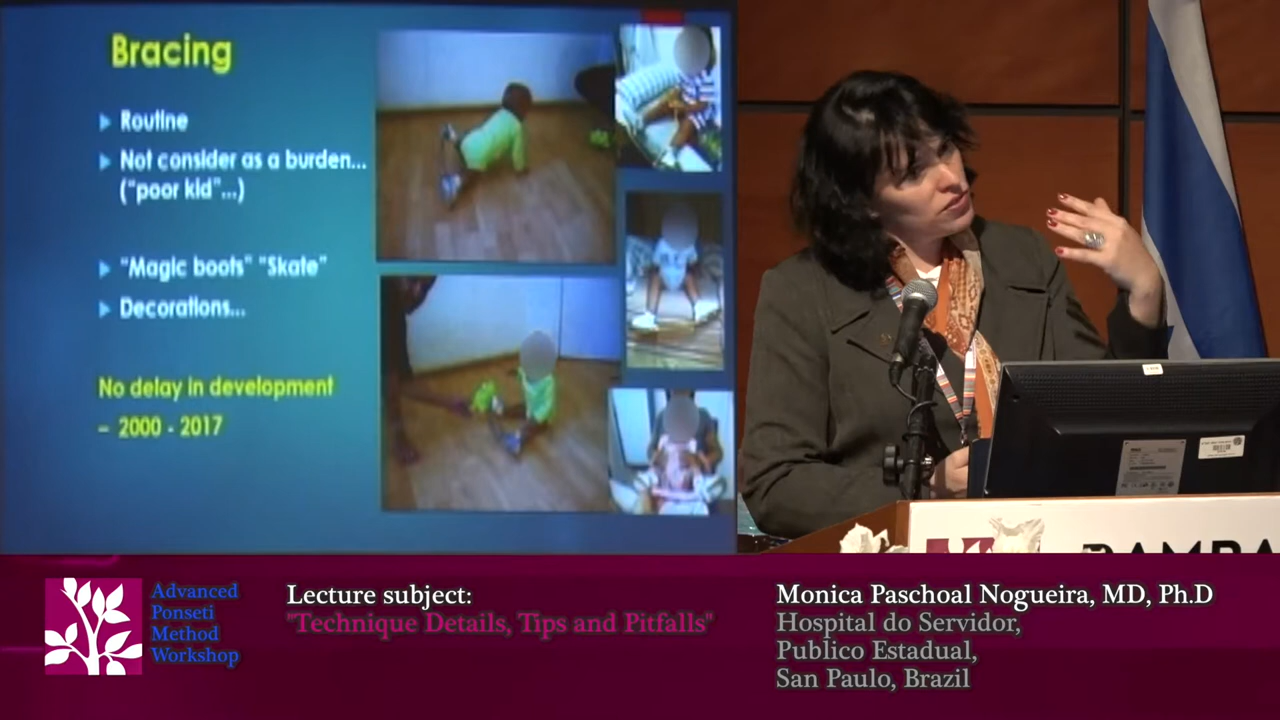 Bracing
Routine
Not consider as a burden...
("poor kid"...)
"Magic boots" "Skate"
Decorations...
No delay in development
– 2000 - 2017
Advanced
Ponseti
Method
Workshop
Lecture subject:
"Technique Details, Tips and Pitfalls"
Monica Paschoal Nogueira, MD, Ph.D
Hospital do Servidor,
Publico Estadual,
San Paulo, Brazil